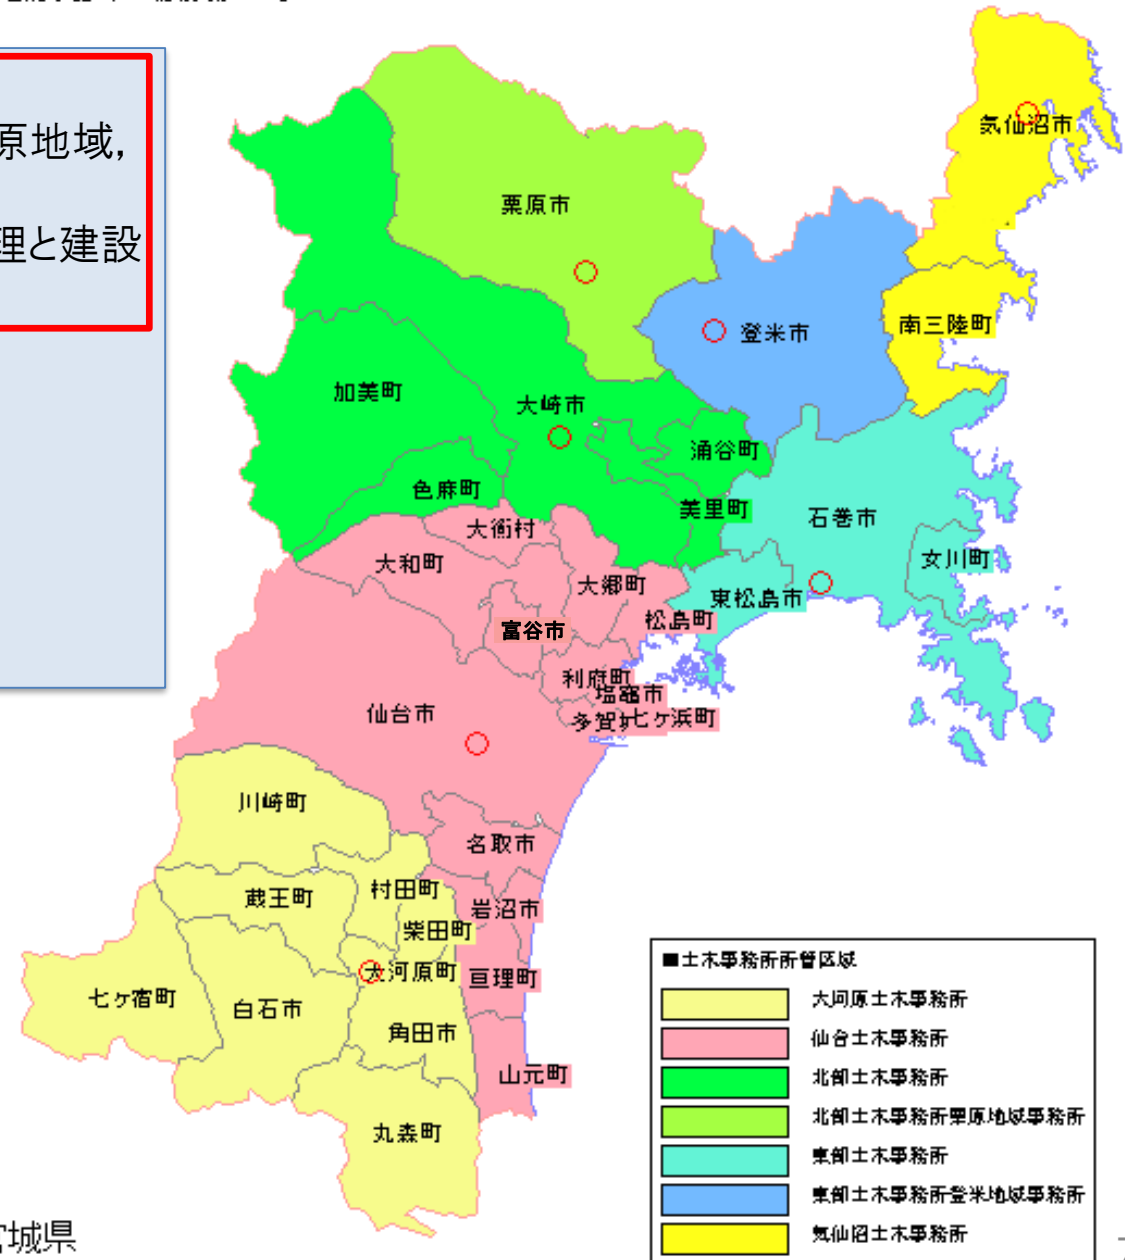 原地域,
理と建設
気仙沼市
栗原市
南三陸町
登米市
加美町
大崎市
涌谷町
色麻町
美里町
石巻市
大衡村
女川町
大和町
大郷町
東松島市
松島町
富谷市
利府町
塩竈市
仙台市
多賀
七ヶ浜町
川崎町
名取市
村田町
蔵王町
岩沼市
柴田町
大河原町
亘理町
七ヶ宿町
白石市
角田市
山元町
丸森町
■土木事務所所管区域
大河原土木事務所
仙台土木事務所
北部土木事務所
北部土木事務所栗原地域事務所
東部土木事務所
東部土木事務所登米地域事務所
気仙沼土木事務所
宮城県